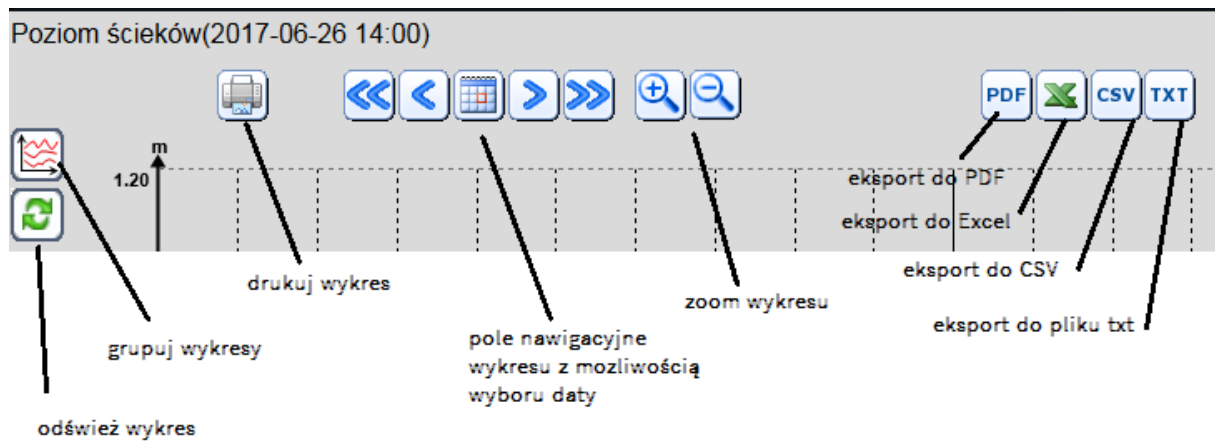 Poziom ścieków(2017-06-26 14:00)
PDF CSV TXT
m
1.20
eksport do PDF
eksport do Excel
eksport do CSV
eksport do pliku txt
drukuj wykres
zoom wykresu
grupuj wykresy
pole nawigacyjne
wykresu z mozliwością
wyboru daty
odśwież wykres